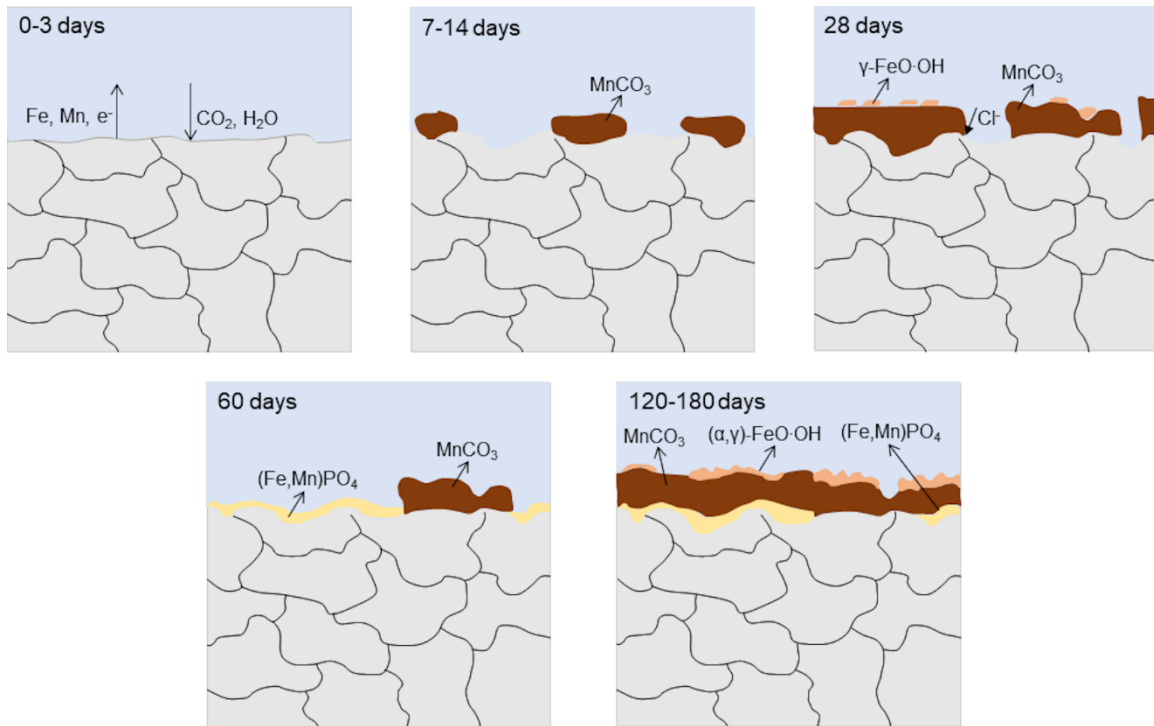 0-3 days
Fe, Mn, e⁻
CO₂, H₂O
7-14 days
MnCO₃
28 days
γ-FeO·OH
MnCO₃
Cl⁻
60 days
(Fe,Mn)PO₄
MnCO₃
120-180 days
MnCO₃
(α,γ)-FeO·OH
(Fe,Mn)PO₄